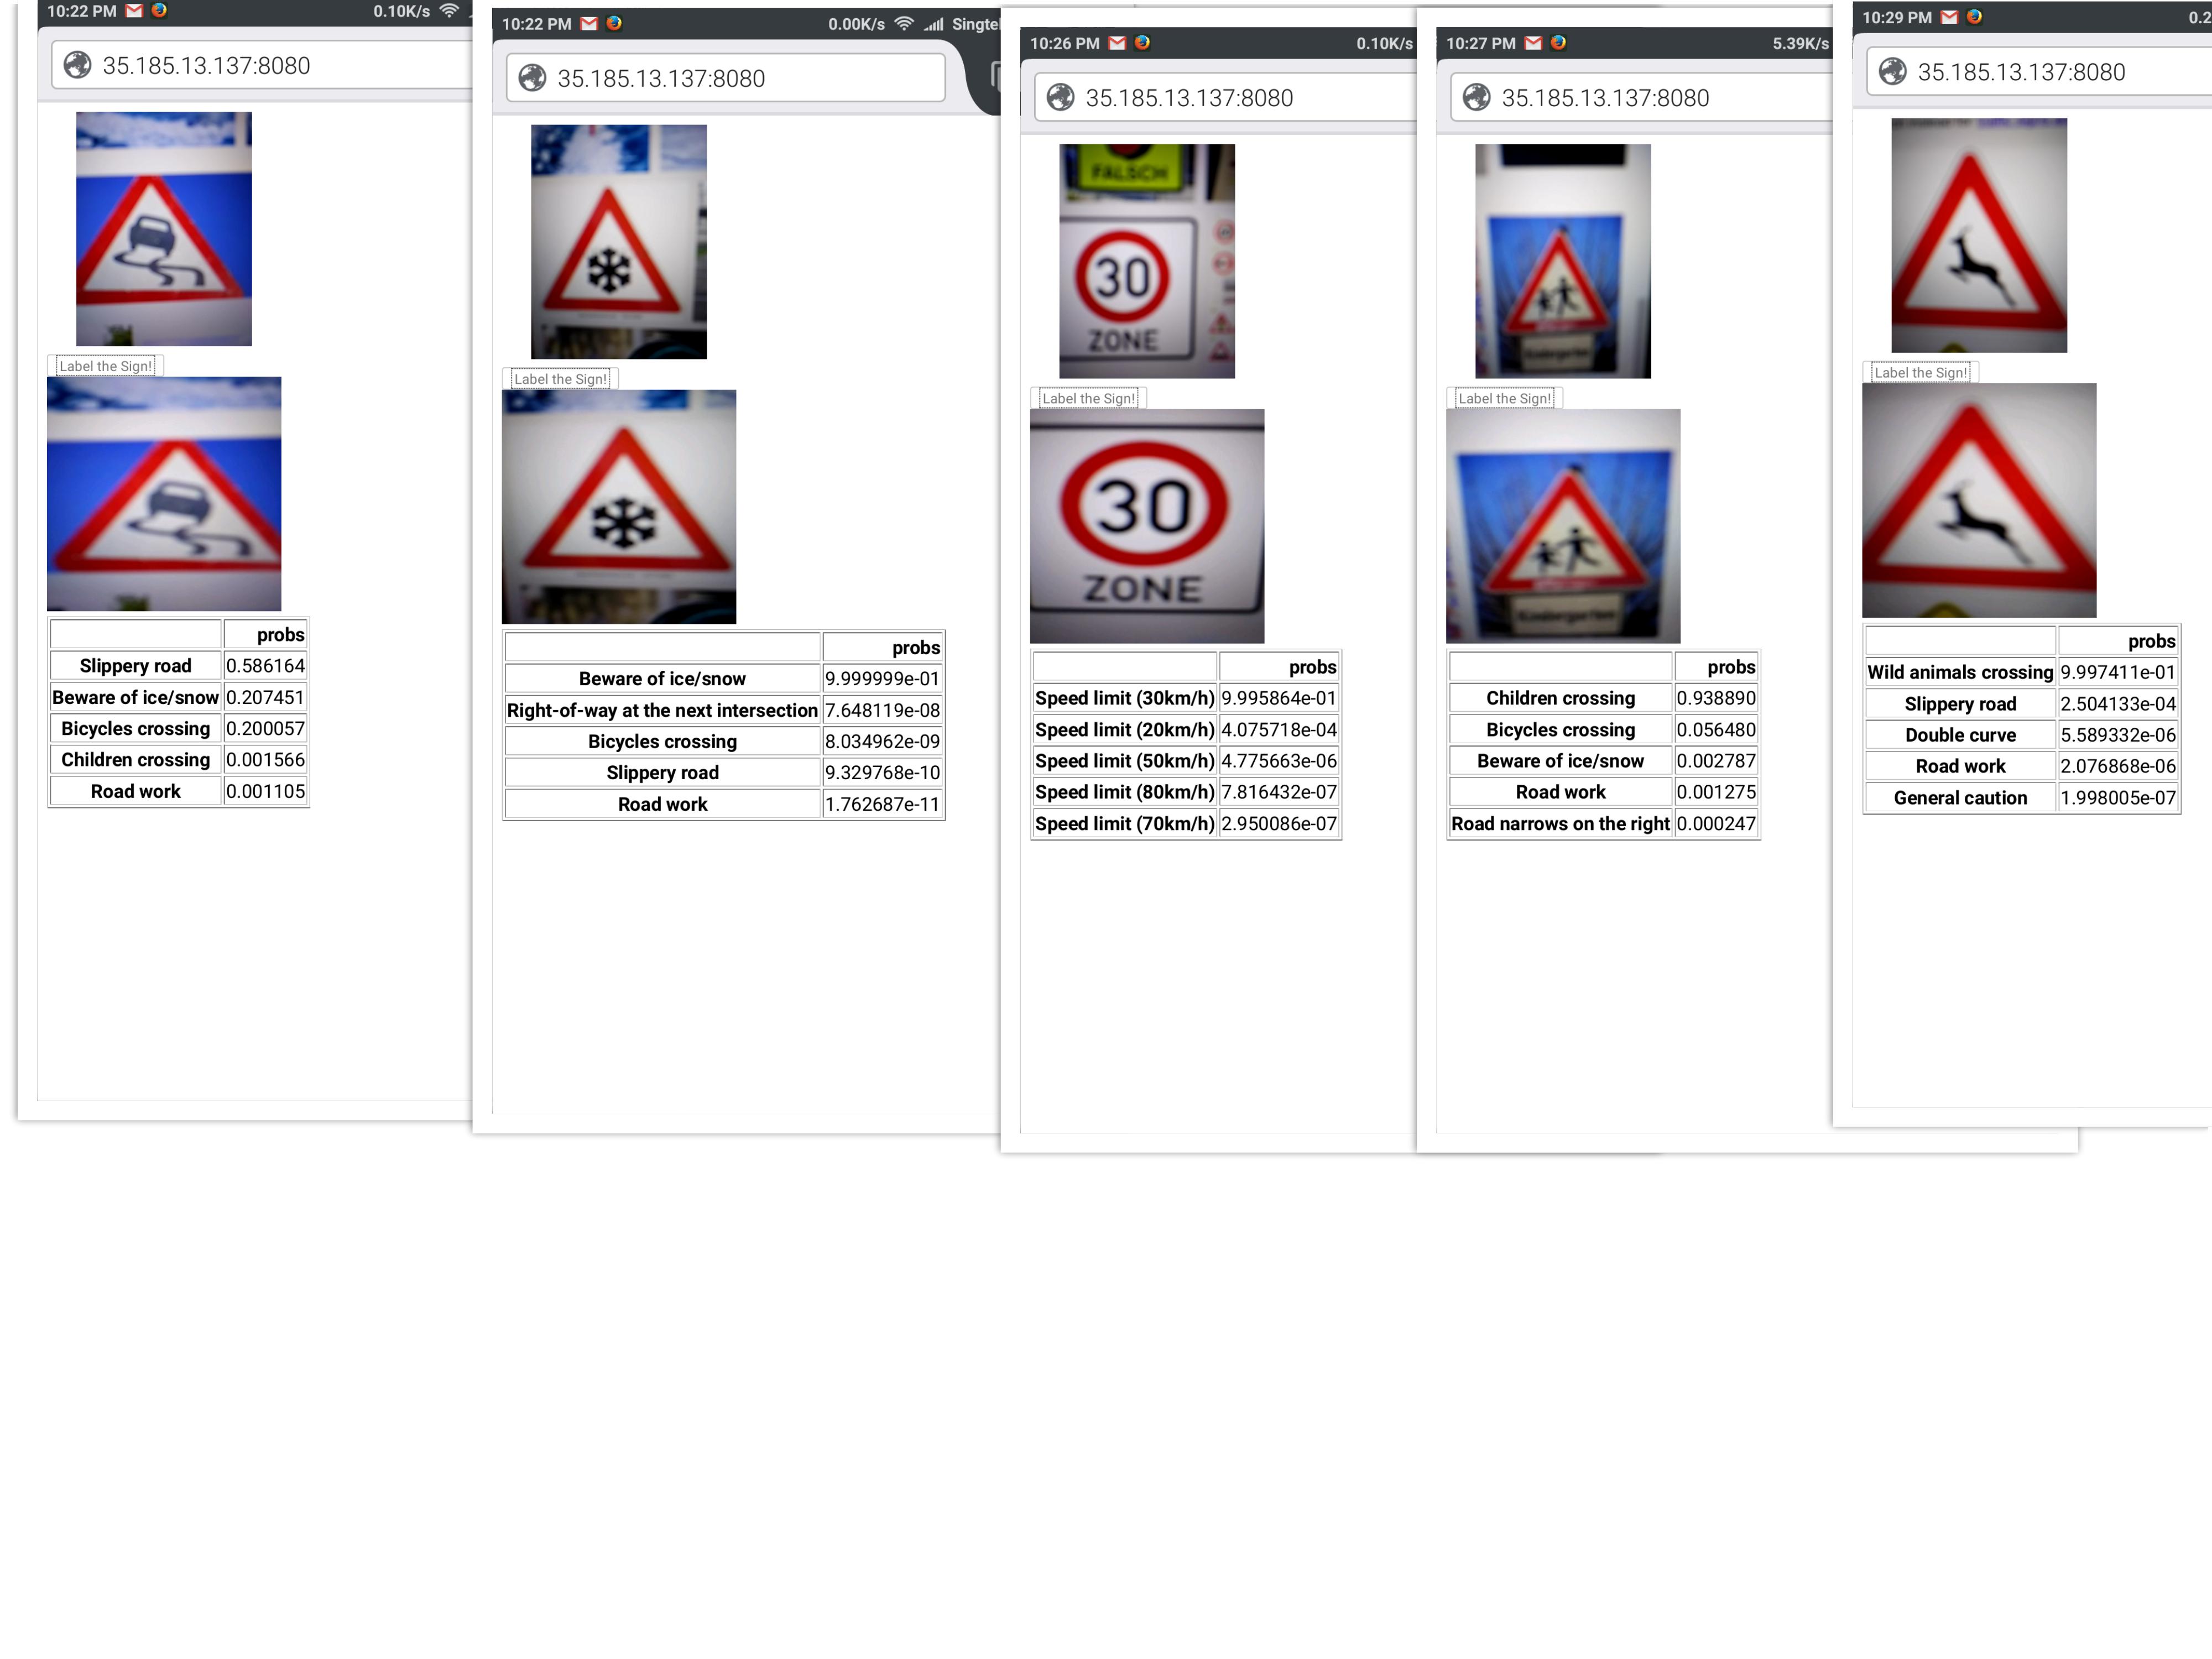 10:22 PM 0.10K/s
35.185.13.137:8080
Label the Sign!
probs
Slippery road 0.586164
Beware of ice/snow 0.207451
Bicycles crossing 0.200057
Children crossing 0.001566
Road work 0.001105
10:22 PM 0.00K/s Singtel
35.185.13.137:8080
Label the Sign!
probs
Beware of ice/snow 9.999999e-01
Right-of-way at the next intersection 7.648119e-08
Bicycles crossing 8.034962e-09
Slippery road 9.329768e-10
Road work 1.762687e-11
10:26 PM 0.10K/s
35.185.13.137:8080
FALSCH
30
ZONE
Label the Sign!
30
ZONE
probs
Speed limit (30km/h) 9.995864e-01
Speed limit (20km/h) 4.075718e-04
Speed limit (50km/h) 4.775663e-06
Speed limit (80km/h) 7.816432e-07
Speed limit (70km/h) 2.950086e-07
10:27 PM 5.39K/s
35.185.13.137:8080
Kindergarten
Label the Sign!
Kindergarten
probs
Children crossing 0.938890
Bicycles crossing 0.056480
Beware of ice/snow 0.002787
Road work 0.001275
Road narrows on the right 0.000247
10:29 PM 0.2
35.185.13.137:8080
Label the Sign!
probs
Wild animals crossing 9.997411e-01
Slippery road 2.504133e-04
Double curve 5.589332e-06
Road work 2.076868e-06
General caution 1.998005e-07